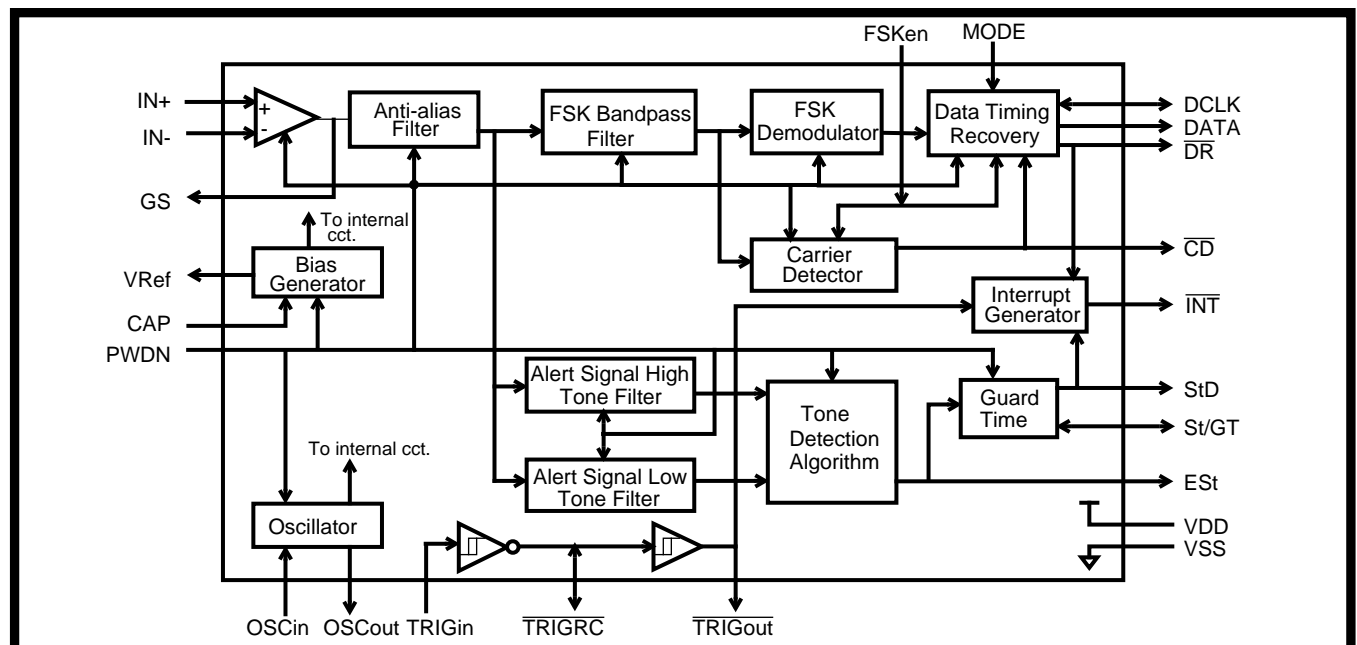 FSKen
MODE
IN+
IN-
GS
VRef
CAP
PWDN
+
-
Anti-alias
Filter
FSK Bandpass
Filter
FSK
Demodulator
Data Timing
Recovery
DCLK
DATA
DR
To internal
cct.
Bias
Generator
Carrier
Detector
CD
Interrupt
Generator
INT
Alert Signal High
Tone Filter
Alert Signal Low
Tone Filter
Tone
Detection
Algorithm
Guard
Time
StD
St/GT
ESt
VDD
VSS
To internal cct.
Oscillator
OSCin
OSCout
TRIGin
TRIGRC
TRIGout